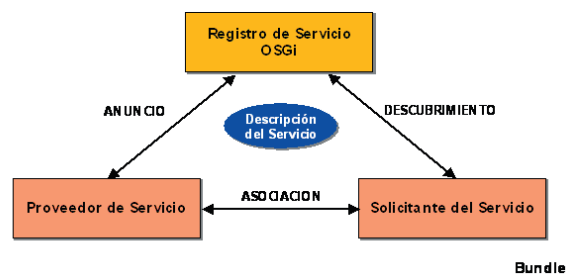 Registro de Servicio
OSGi
ANUNCIO
DESCUBRIMIENTO
Descripción
del Servicio
Proveedor de Servicio
ASOCIACION
Solicitante del Servicio
Bundle